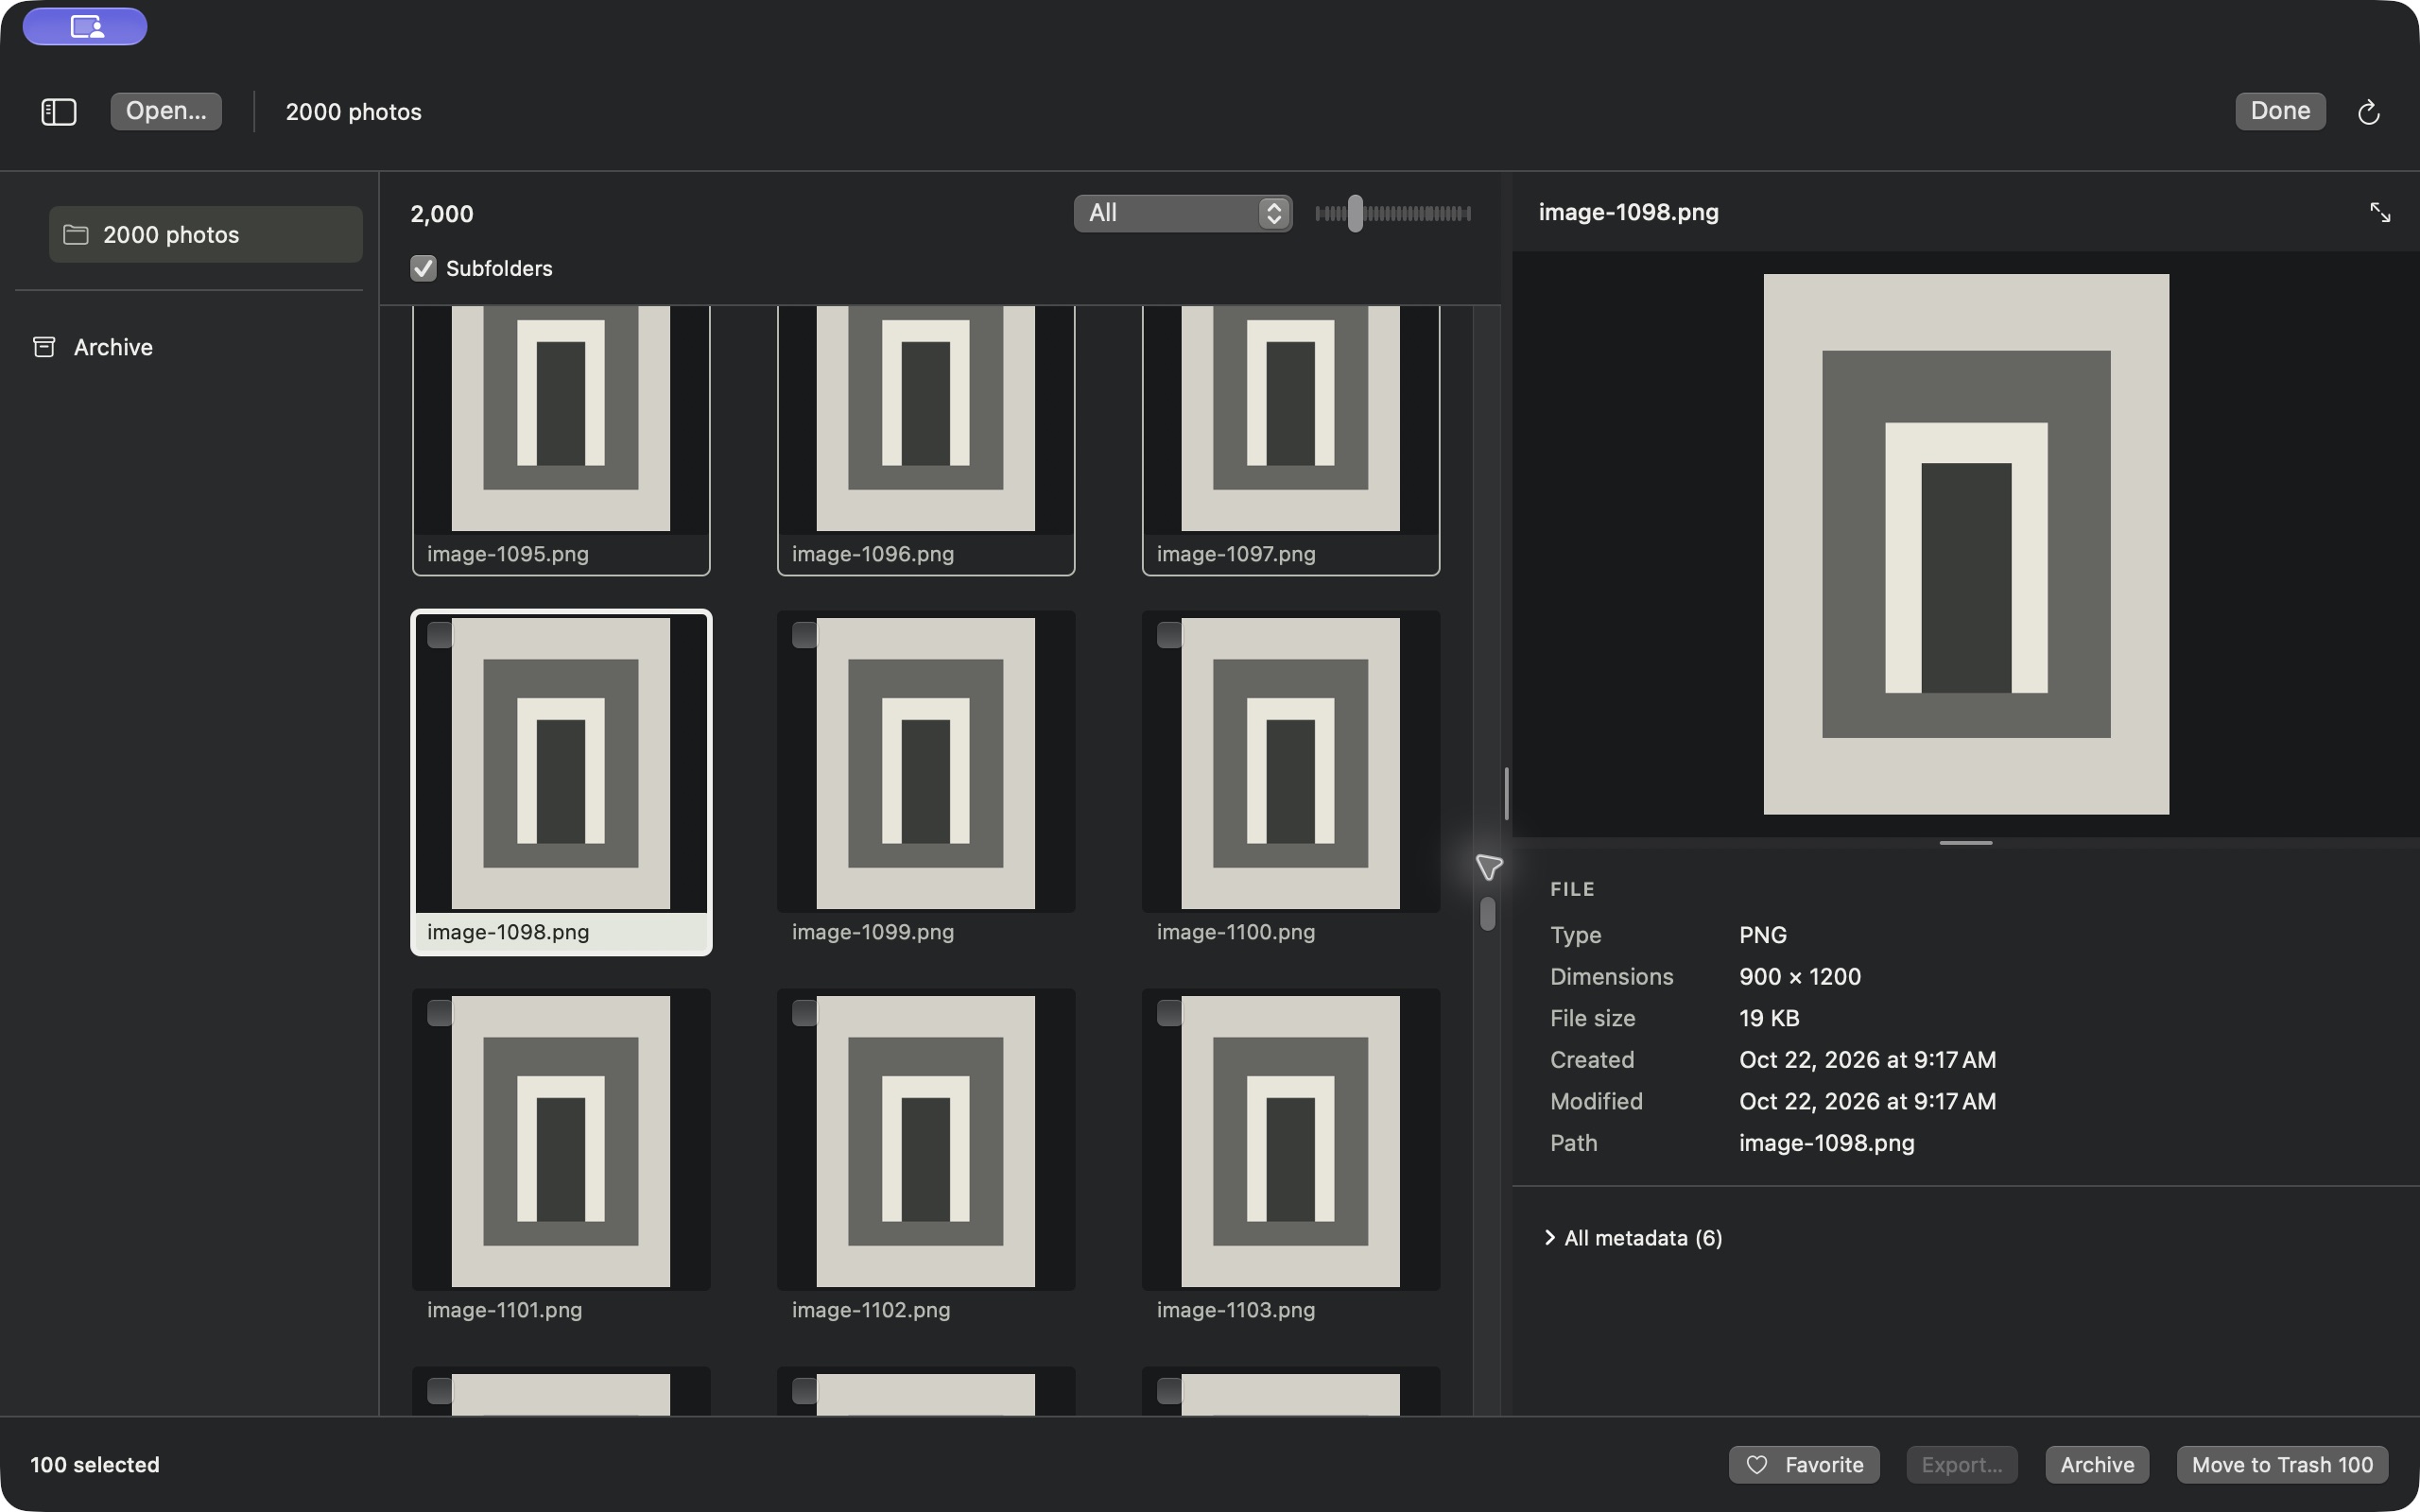 Open...
2000 photos
Done
2000 photos
Archive
2,000
All
Subfolders
image-1095.png
image-1096.png
image-1097.png
image-1098.png
image-1099.png
image-1100.png
image-1101.png
image-1102.png
image-1103.png
image-1098.png
FILE
Type PNG
Dimensions 900 × 1200
File size 19 KB
Created Oct 22, 2026 at 9:17 AM
Modified Oct 22, 2026 at 9:17 AM
Path image-1098.png
All metadata (6)
100 selected
Favorite
Export...
Archive
Move to Trash 100